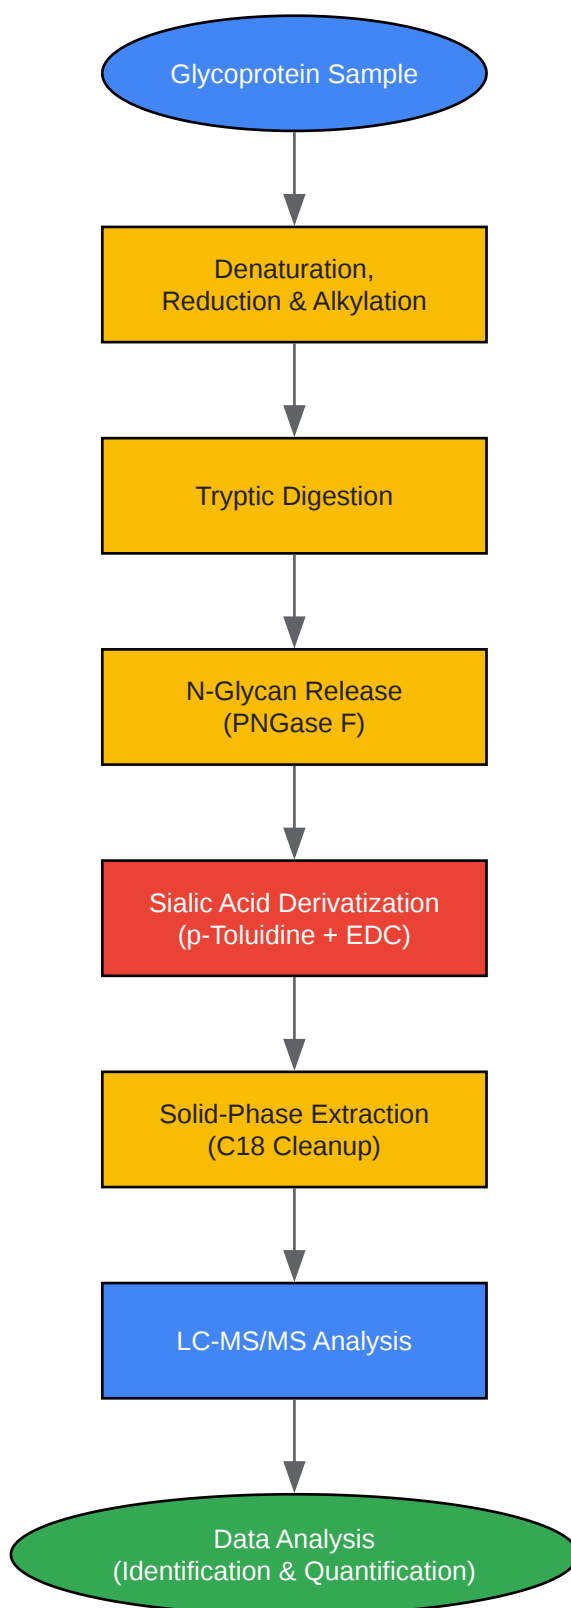 Glycoprotein Sample
Denaturation,
Reduction & Alkylation
Tryptic Digestion
N-Glycan Release
(PNGase F)
Sialic Acid Derivatization
(p-Toluidine + EDC)
Solid-Phase Extraction
(C18 Cleanup)
LC-MS/MS Analysis
Data Analysis
(Identification & Quantification)